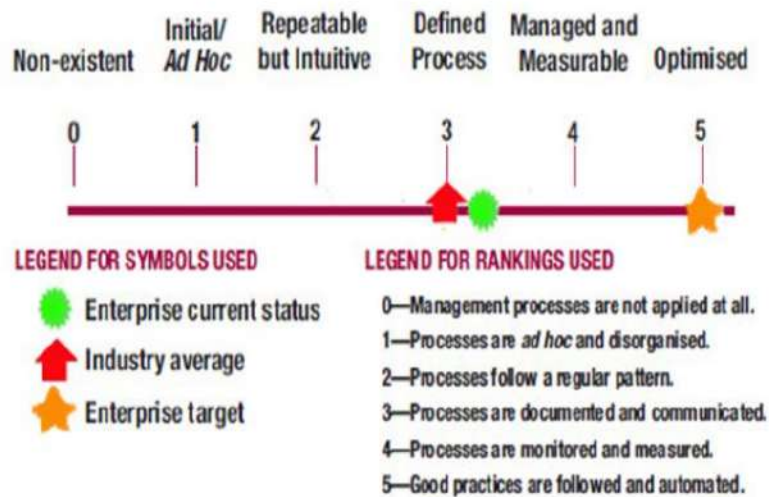 Non-existent
Initial/
Ad Hoc
Repeatable
but Intuitive
Defined
Process
Managed and
Measurable
Optimised
0
1
2
3
4
5
LEGEND FOR SYMBOLS USED
Enterprise current status
Industry average
Enterprise target
LEGEND FOR RANKINGS USED
0—Management processes are not applied at all.
1—Processes are ad hoc and disorganised.
2—Processes follow a regular pattern.
3—Processes are documented and communicated.
4—Processes are monitored and measured.
5—Good practices are followed and automated.